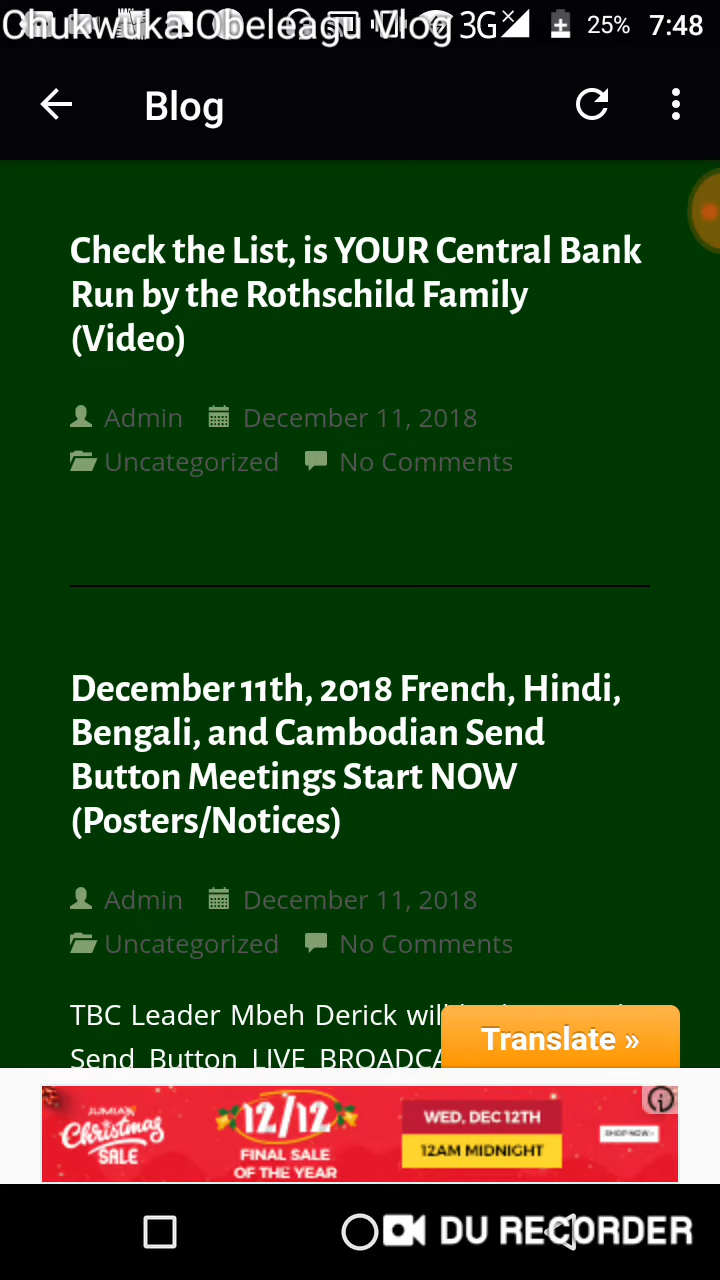 Chukwuka Obeleagu Vlog 3G 25% 7:48
Blog
Check the List, is YOUR Central Bank
Run by the Rothschild Family
(Video)
Admin December 11, 2018
Uncategorized No Comments
December 11th, 2018 French, Hindi,
Bengali, and Cambodian Send
Button Meetings Start NOW
(Posters/Notices)
Admin December 11, 2018
Uncategorized No Comments
TBC Leader Mbeh Derick
Send Button LIVE
Translate »
JUMIA
Christmas
SALE
12/12
FINAL SALE
OF THE YEAR
WED, DEC 12TH
12AM MIDNIGHT
SHOP NOW
DU RECORDER